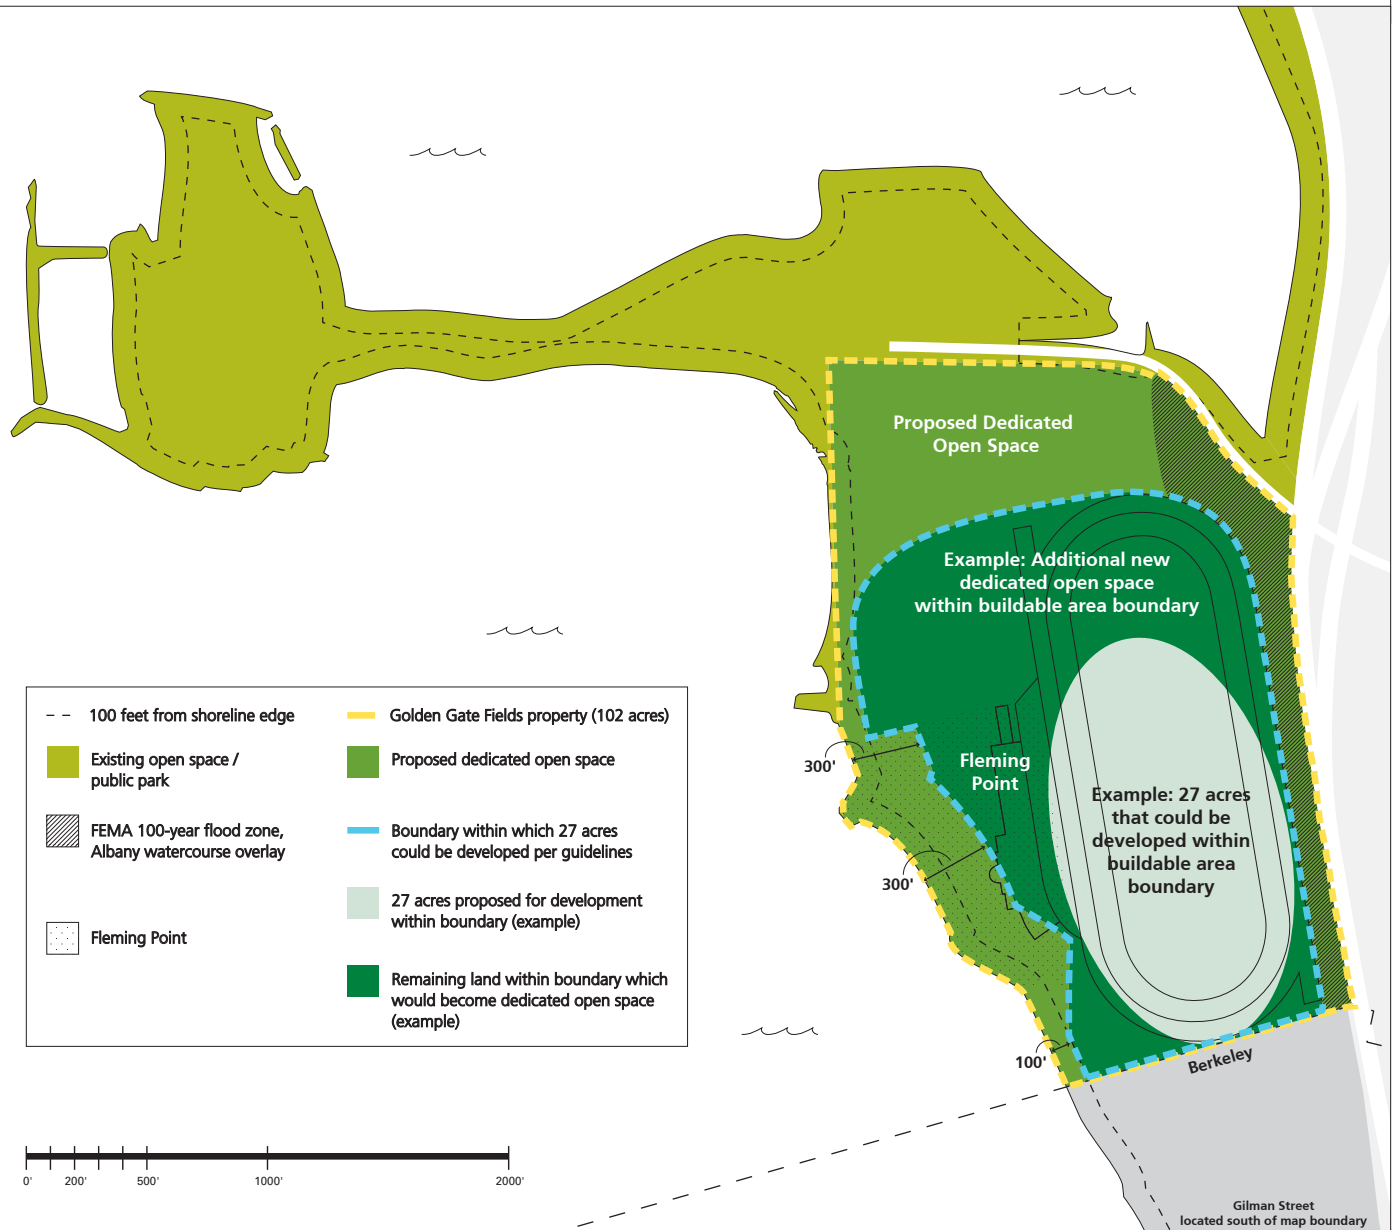 Proposed Dedicated
Open Space
Example: Additional new
dedicated open space
within buildable area boundary
Fleming
Point
Example: 27 acres
that could be
developed within
buildable area
boundary
300'
300'
100'
Berkeley
Gilman Street
located south of map boundary
100 feet from shoreline edge
Existing open space /
public park
FEMA 100-year flood zone,
Albany watercourse overlay
Fleming Point
Golden Gate Fields property (102 acres)
Proposed dedicated open space
Boundary within which 27 acres
could be developed per guidelines
27 acres proposed for development
within boundary (example)
Remaining land within boundary which
would become dedicated open space
(example)
0' 200' 500' 1000' 2000'